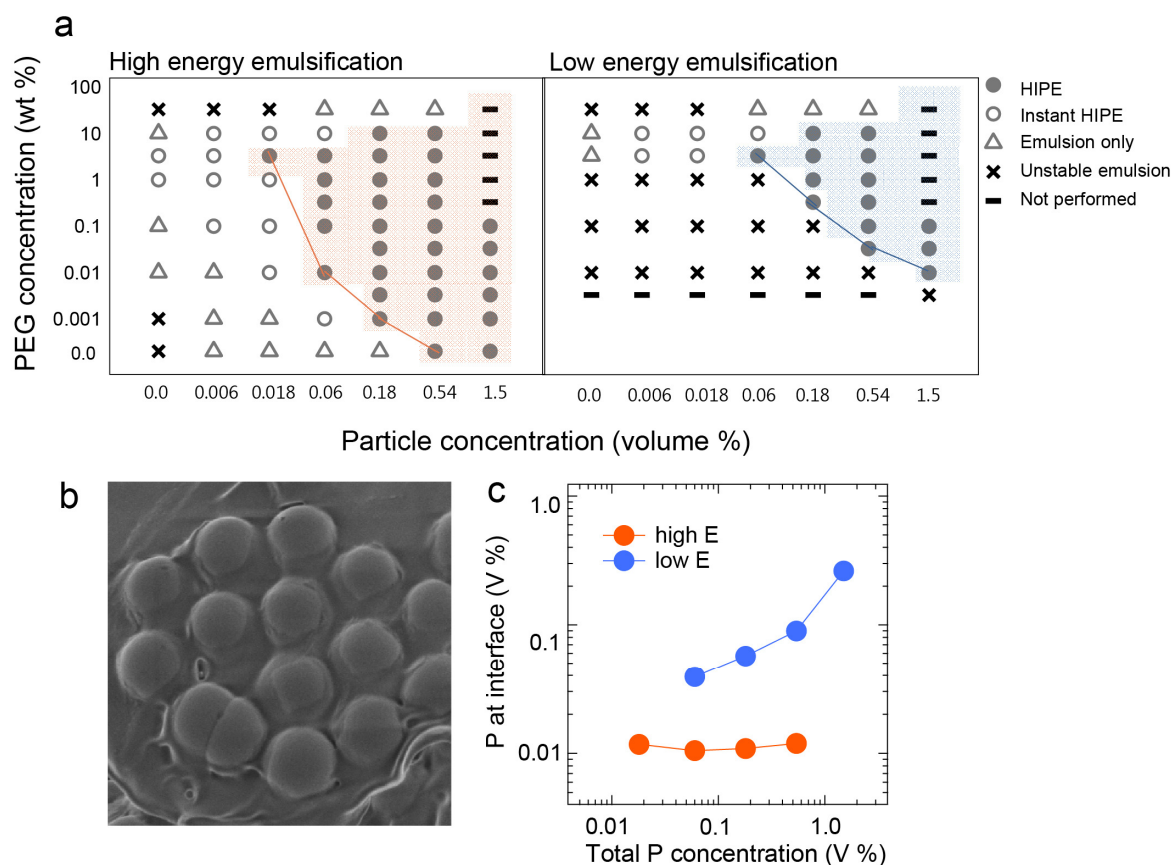 a
High energy emulsification
Low energy emulsification
PEG concentration (wt %)
100
10
1
0.1
0.01
0.001
0.0
HIPE
Instant HIPE
Emulsion only
Unstable emulsion
Not performed
0.0 0.006 0.018 0.06 0.18 0.54 1.5
0.0 0.006 0.018 0.06 0.18 0.54 1.5
Particle concentration (volume %)
b
c
P at interface (V %)
1.0
0.1
0.01
high E
low E
0.01 0.1 1.0
Total P concentration (V %)